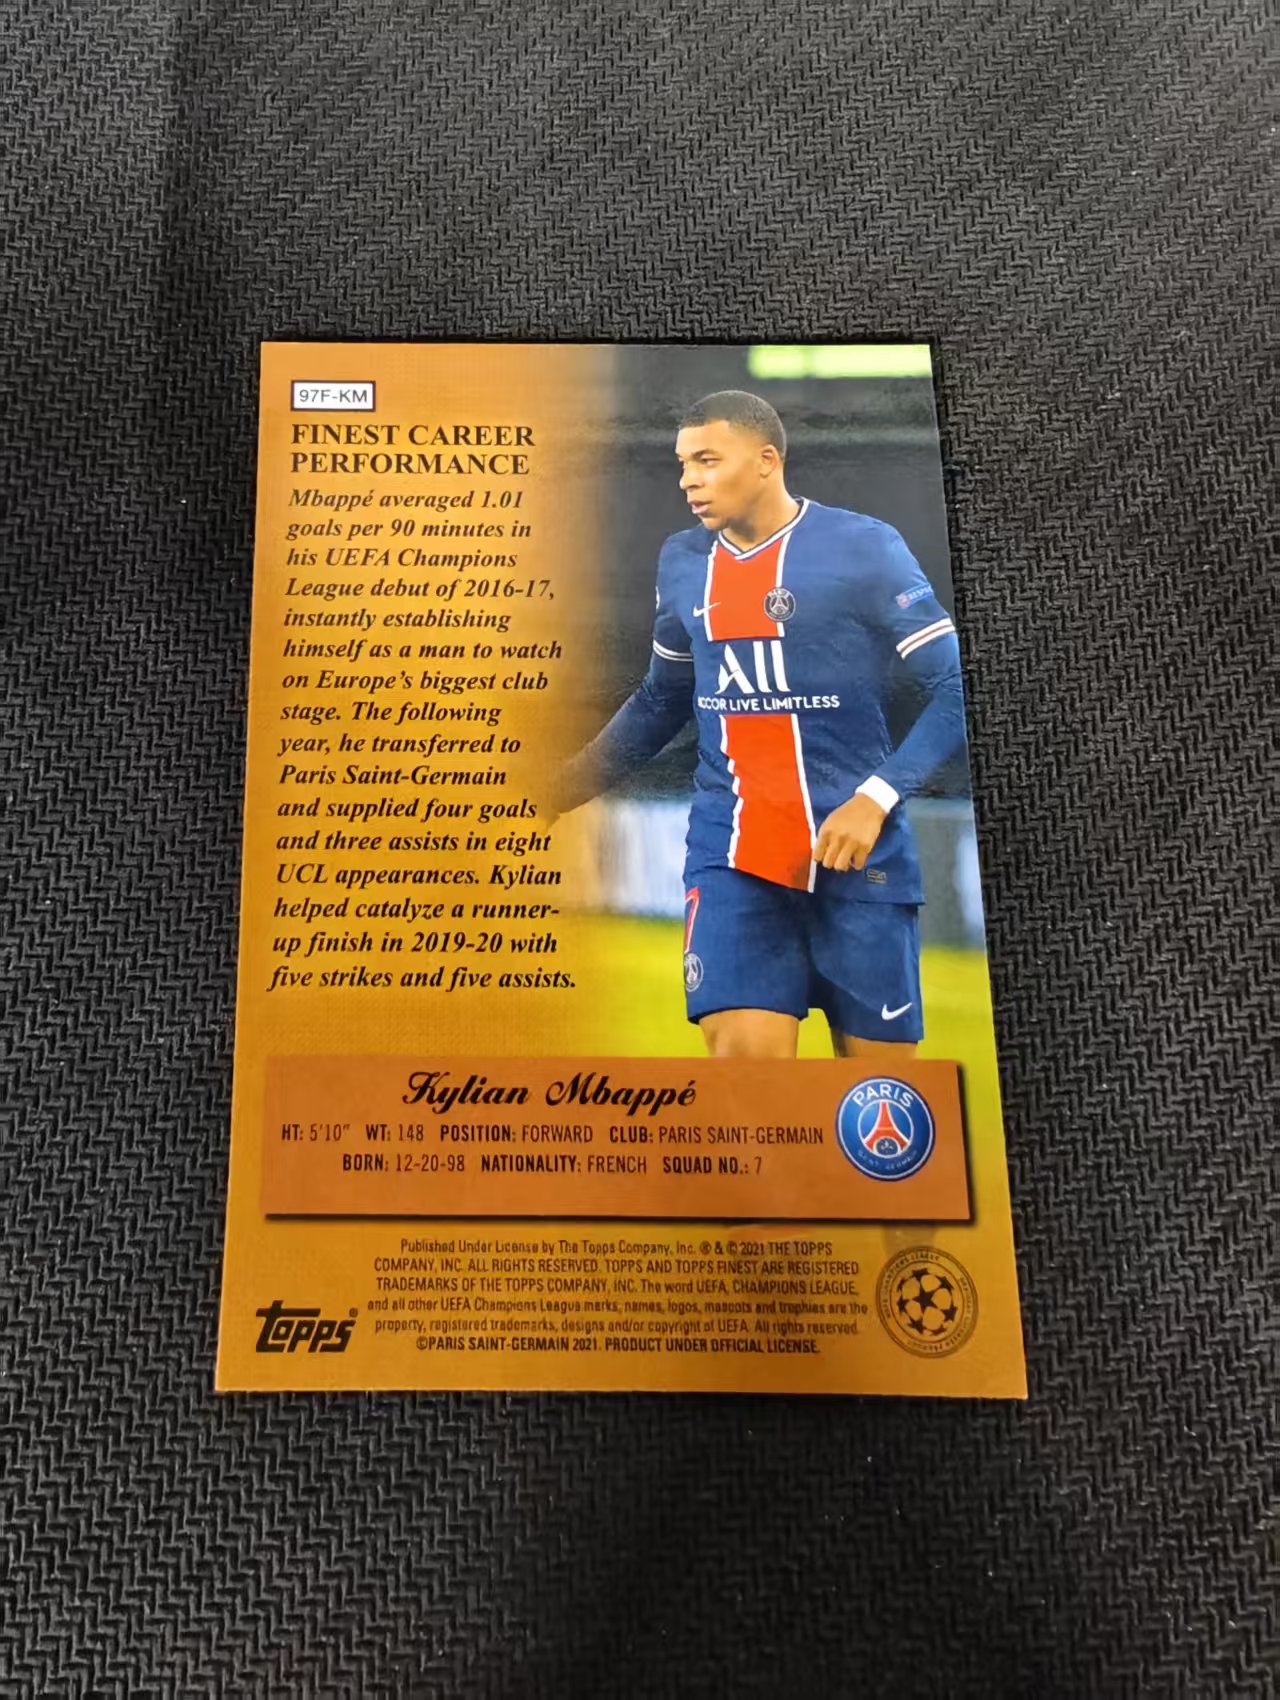 97F-KM
FINEST CAREER
PERFORMANCE
Mbappé averaged 1.01
goals per 90 minutes in
his UEFA Champions
League debut of 2016-17,
instantly establishing
himself as a man to watch
on Europe's biggest club
stage. The following
year, he transferred to
Paris Saint-Germain
and supplied four goals
and three assists in eight
UCL appearances. Kylian
helped catalyze a runner-
up finish in 2019-20 with
five strikes and five assists.
RESPECT
PARIS
All
ACCOR LIVE LIMITLESS
7
Kylian Mbappé
HT: 5'10" WT: 148 POSITION: FORWARD CLUB: PARIS SAINT-GERMAIN
BORN: 12-20-98 NATIONALITY: FRENCH SQUAD NO.: 7
PARIS
SAINT-GERMAIN
Published Under License by The Topps Company, Inc. ® & © 2021 THE TOPPS
COMPANY, INC. ALL RIGHTS RESERVED. TOPPS AND TOPPS FINEST ARE REGISTERED
TRADEMARKS OF THE TOPPS COMPANY, INC. The word UEFA, CHAMPIONS LEAGUE,
and all other UEFA Champions League marks, names, logos, mascots and trophies are the
property, registered trademarks, designs and/or copyright of UEFA. All rights reserved.
©PARIS SAINT-GERMAIN 2021. PRODUCT UNDER OFFICIAL LICENSE.
Topps®